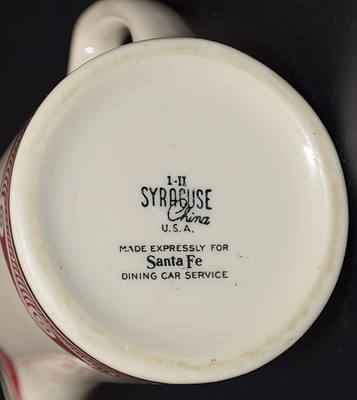 1-II
SYRACUSE
China
U.S.A.
MADE EXPRESSLY FOR
Santa Fe
DINING CAR SERVICE